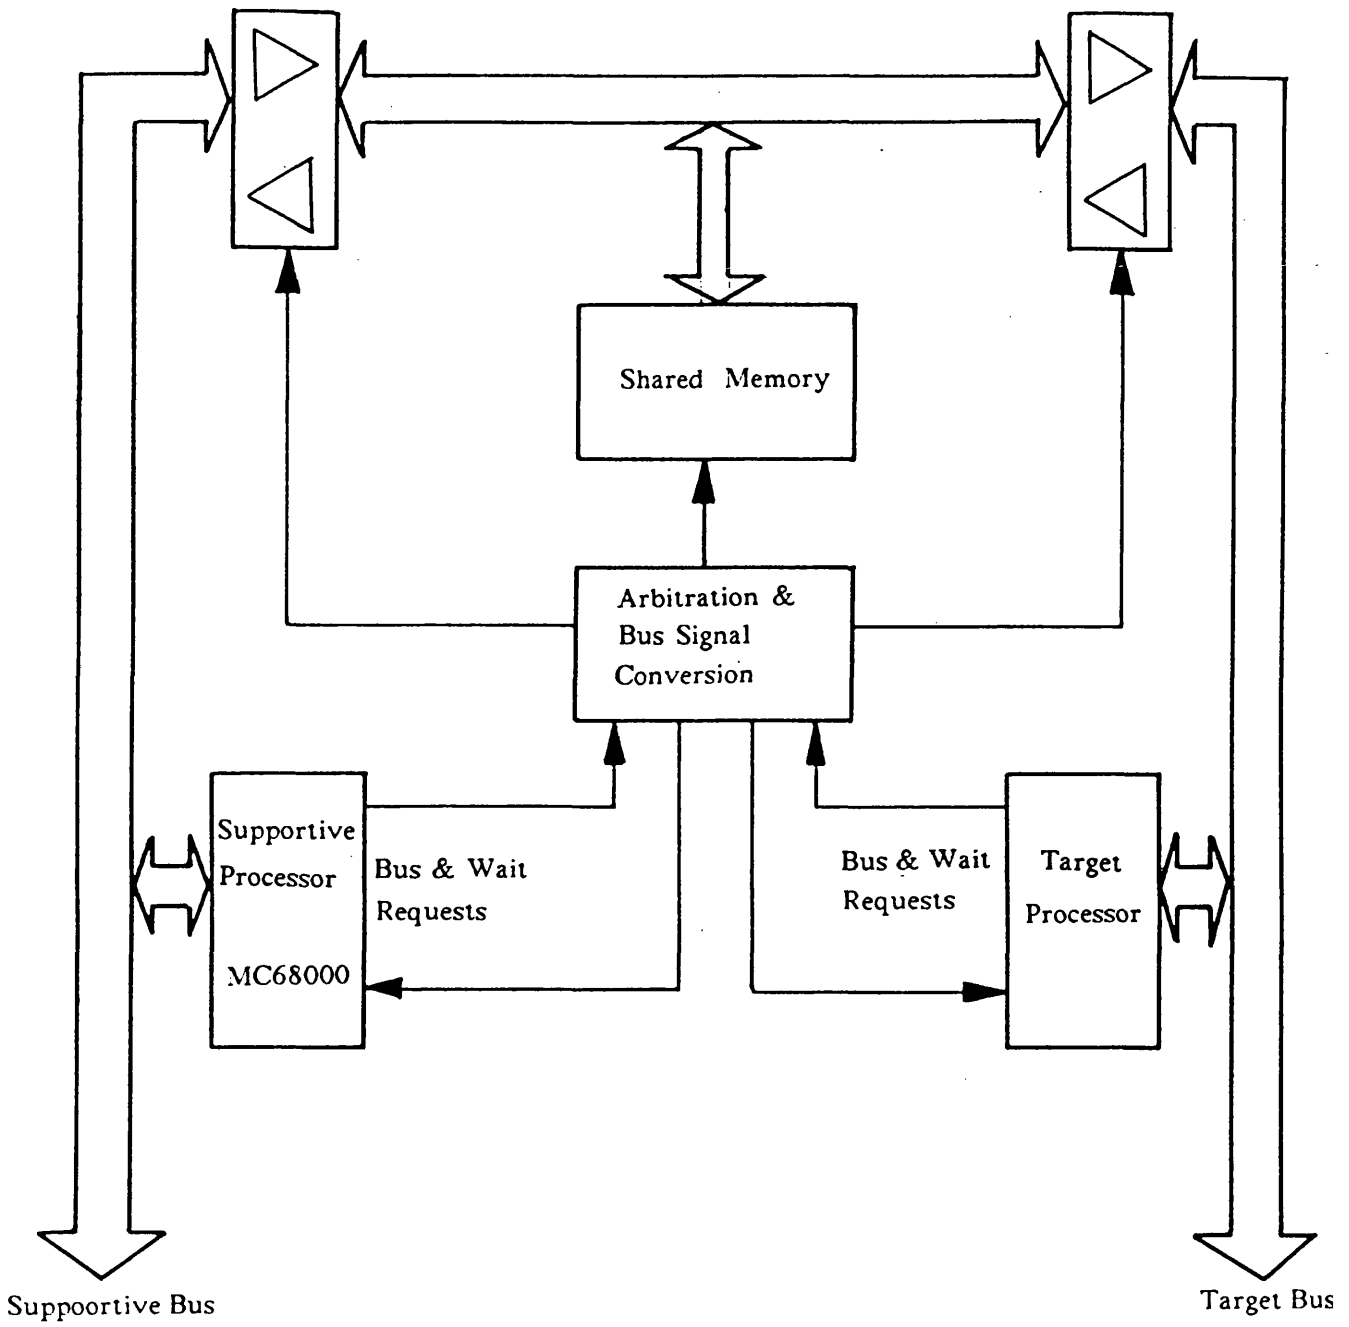 Shared Memory
Arbitration &
Bus Signal
Conversion
Supportive
Processor
MC68000
Bus & Wait
Requests
Bus & Wait
Requests
Target
Processor
Suppoortive Bus
Target Bus